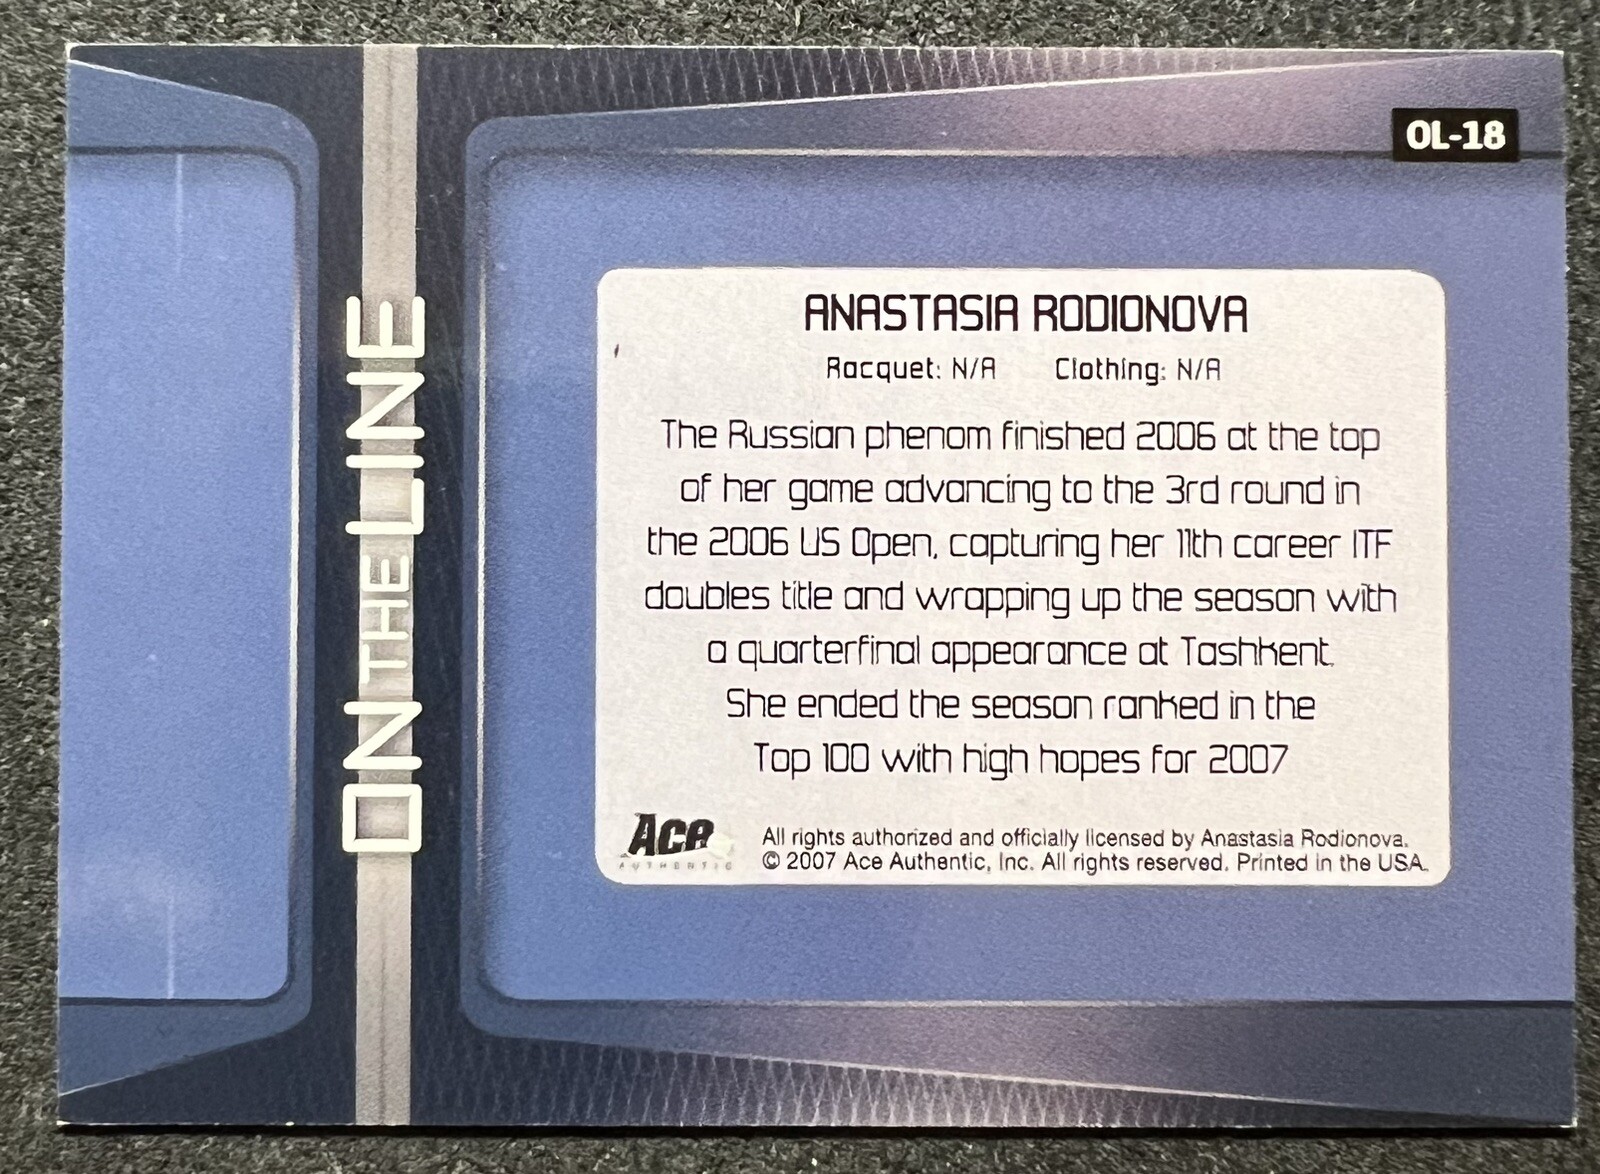 OL-18
ON THE LINE
ANASTASIA RODIONOVA
Racquet: N/A Clothing: N/A
The Russian phenom finished 2006 at the top
of her game advancing to the 3rd round in
the 2006 US Open, capturing her 11th career ITF
doubles title and wrapping up the season with
a quarterfinal appearance at Tashkent.
She ended the season ranked in the
Top 100 with high hopes for 2007
Ace
AUTHENTIC
All rights authorized and officially licensed by Anastasia Rodionova.
© 2007 Ace Authentic, Inc. All rights reserved. Printed in the USA.